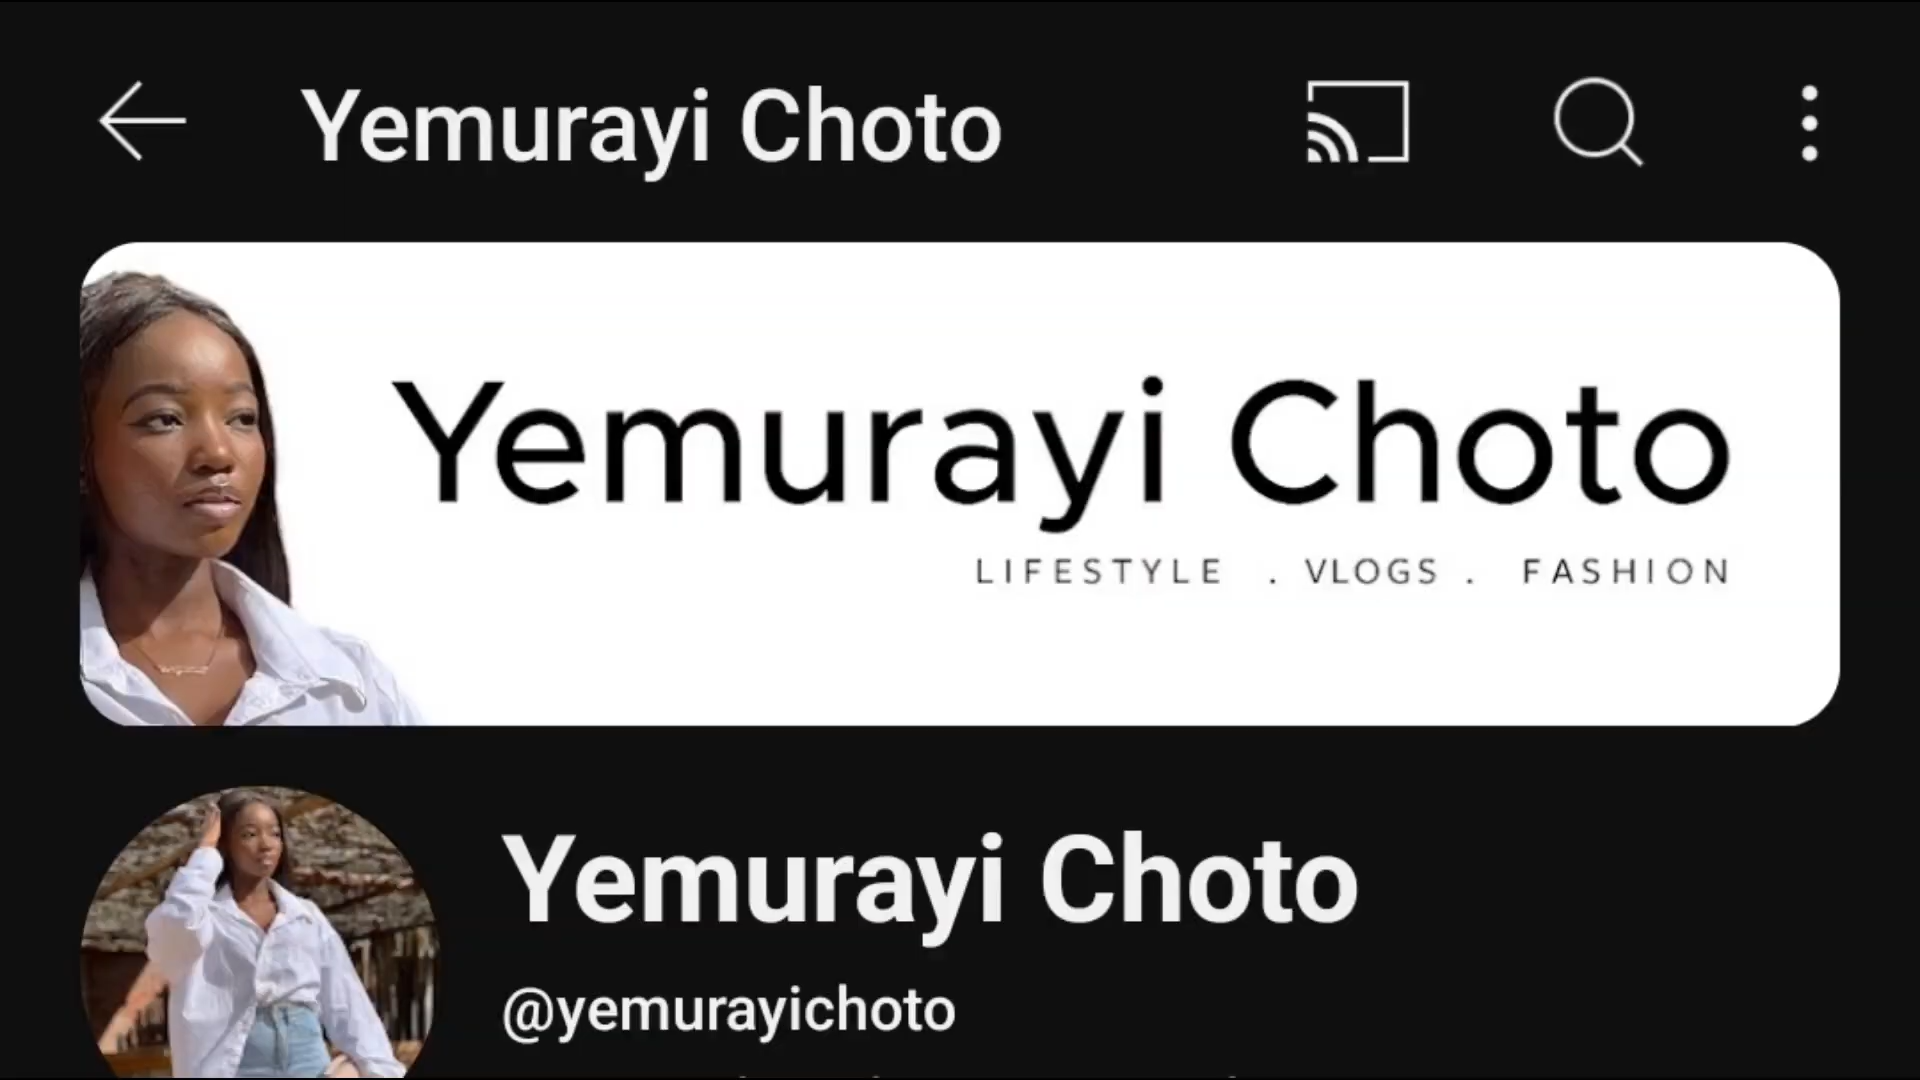 Yemurayi Choto
Yemurayi Choto
LIFESTYLE . VLOGS . FASHION
Yemurayi Choto
@yemurayichoto